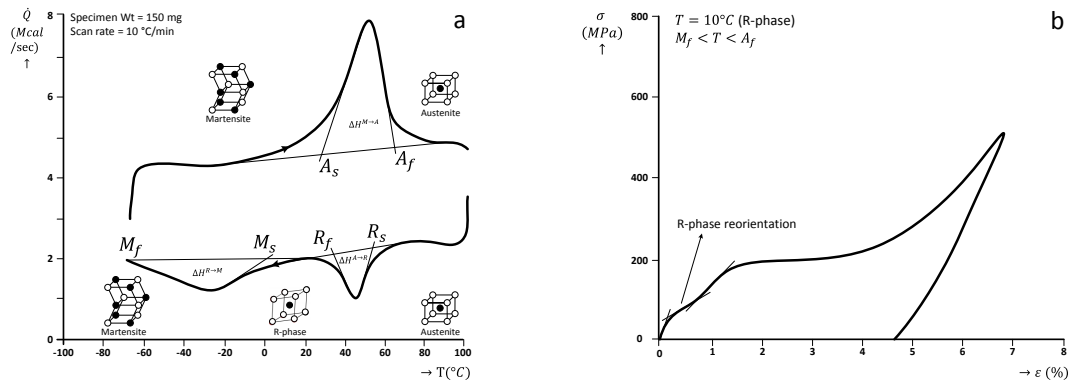 Q̇
(Mcal
/sec)
↑
Specimen Wt = 150 mg
Scan rate = 10 °C/min
a
8
6
4
2
0
Martensite
Austenite
ΔH^{M→A}
A_s
A_f
M_f
M_s
R_f
R_s
ΔH^{R→M}
ΔH^{A→R}
Martensite
R-phase
Austenite
-100
-80
-60
-40
-20
0
20
40
60
80
100
→ T(°C)
σ
(MPa)
↑
T = 10°C (R-phase)
M_f < T < A_f
b
800
600
400
200
0
R-phase reorientation
0
1
2
3
4
5
6
7
8
→ ε (%)